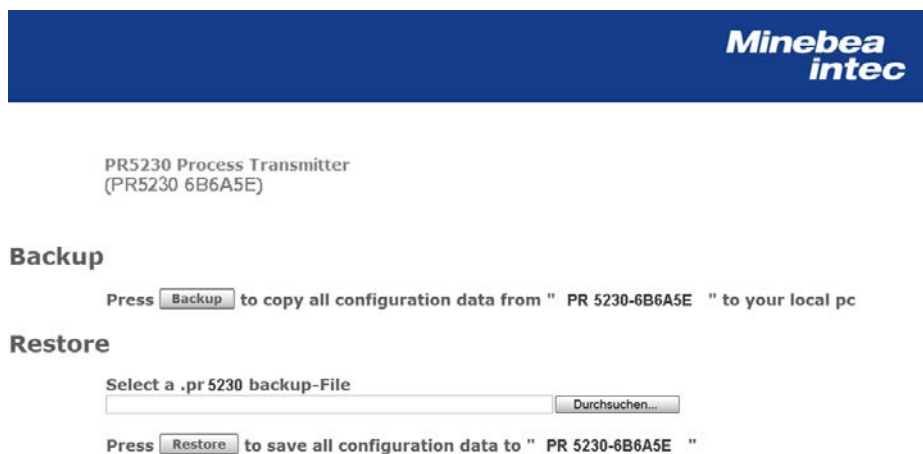 Minebea
intec
PR5230 Process Transmitter
(PR5230 6B6A5E)
Backup
Press Backup to copy all configuration data from " PR 5230-6B6A5E " to your local pc
Restore
Select a .pr 5230 backup-File
Durchsuchen...
Press Restore to save all configuration data to " PR 5230-6B6A5E "